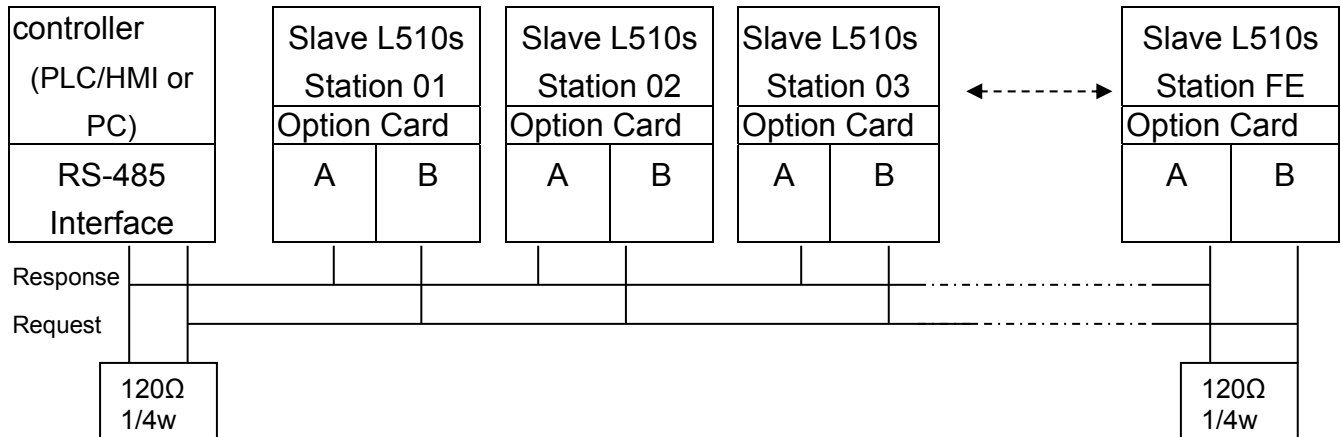 controller
(PLC/HMI or
PC)
RS-485
Interface
Slave L510s
Station 01
Option Card
A B
Slave L510s
Station 02
Option Card
A B
Slave L510s
Station 03
Option Card
A B
Slave L510s
Station FE
Option Card
A B
Response
Request
120Ω
1/4w
120Ω
1/4w